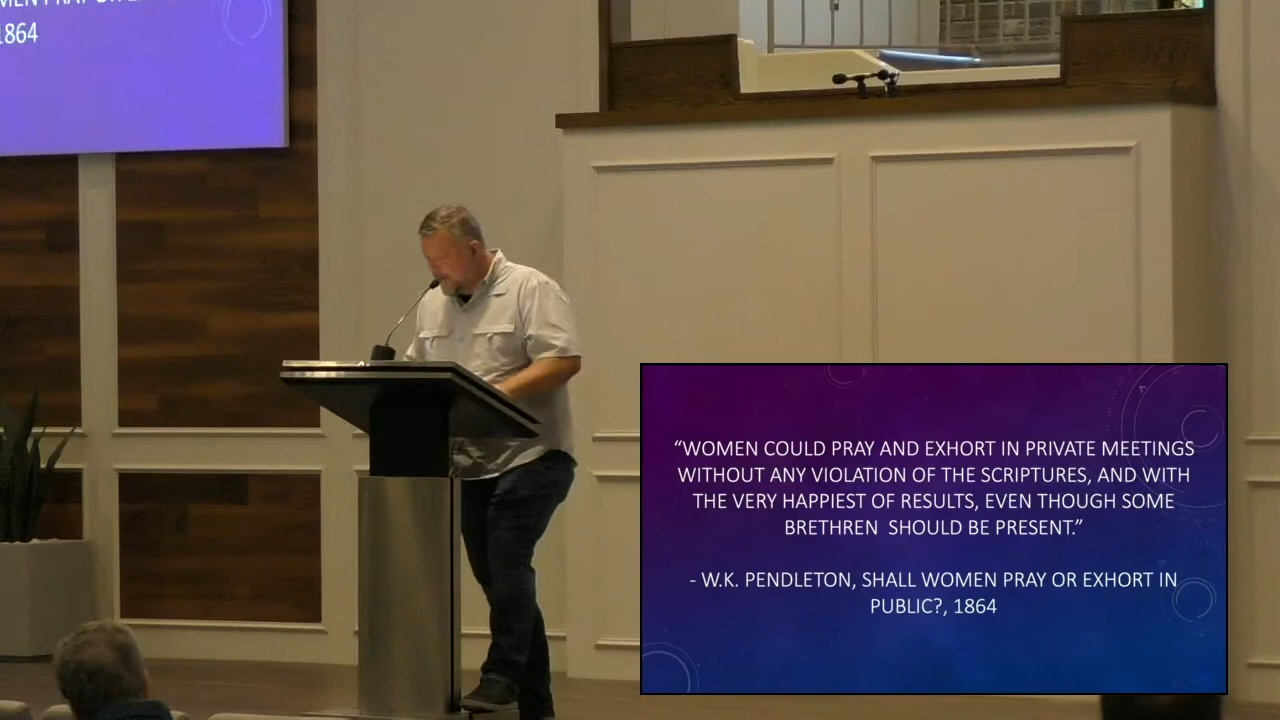 1864
“WOMEN COULD PRAY AND EXHORT IN PRIVATE MEETINGS
WITHOUT ANY VIOLATION OF THE SCRIPTURES, AND WITH
THE VERY HAPPIEST OF RESULTS, EVEN THOUGH SOME
BRETHREN  SHOULD BE PRESENT.”
- W.K. PENDLETON, SHALL WOMEN PRAY OR EXHORT IN
PUBLIC?, 1864